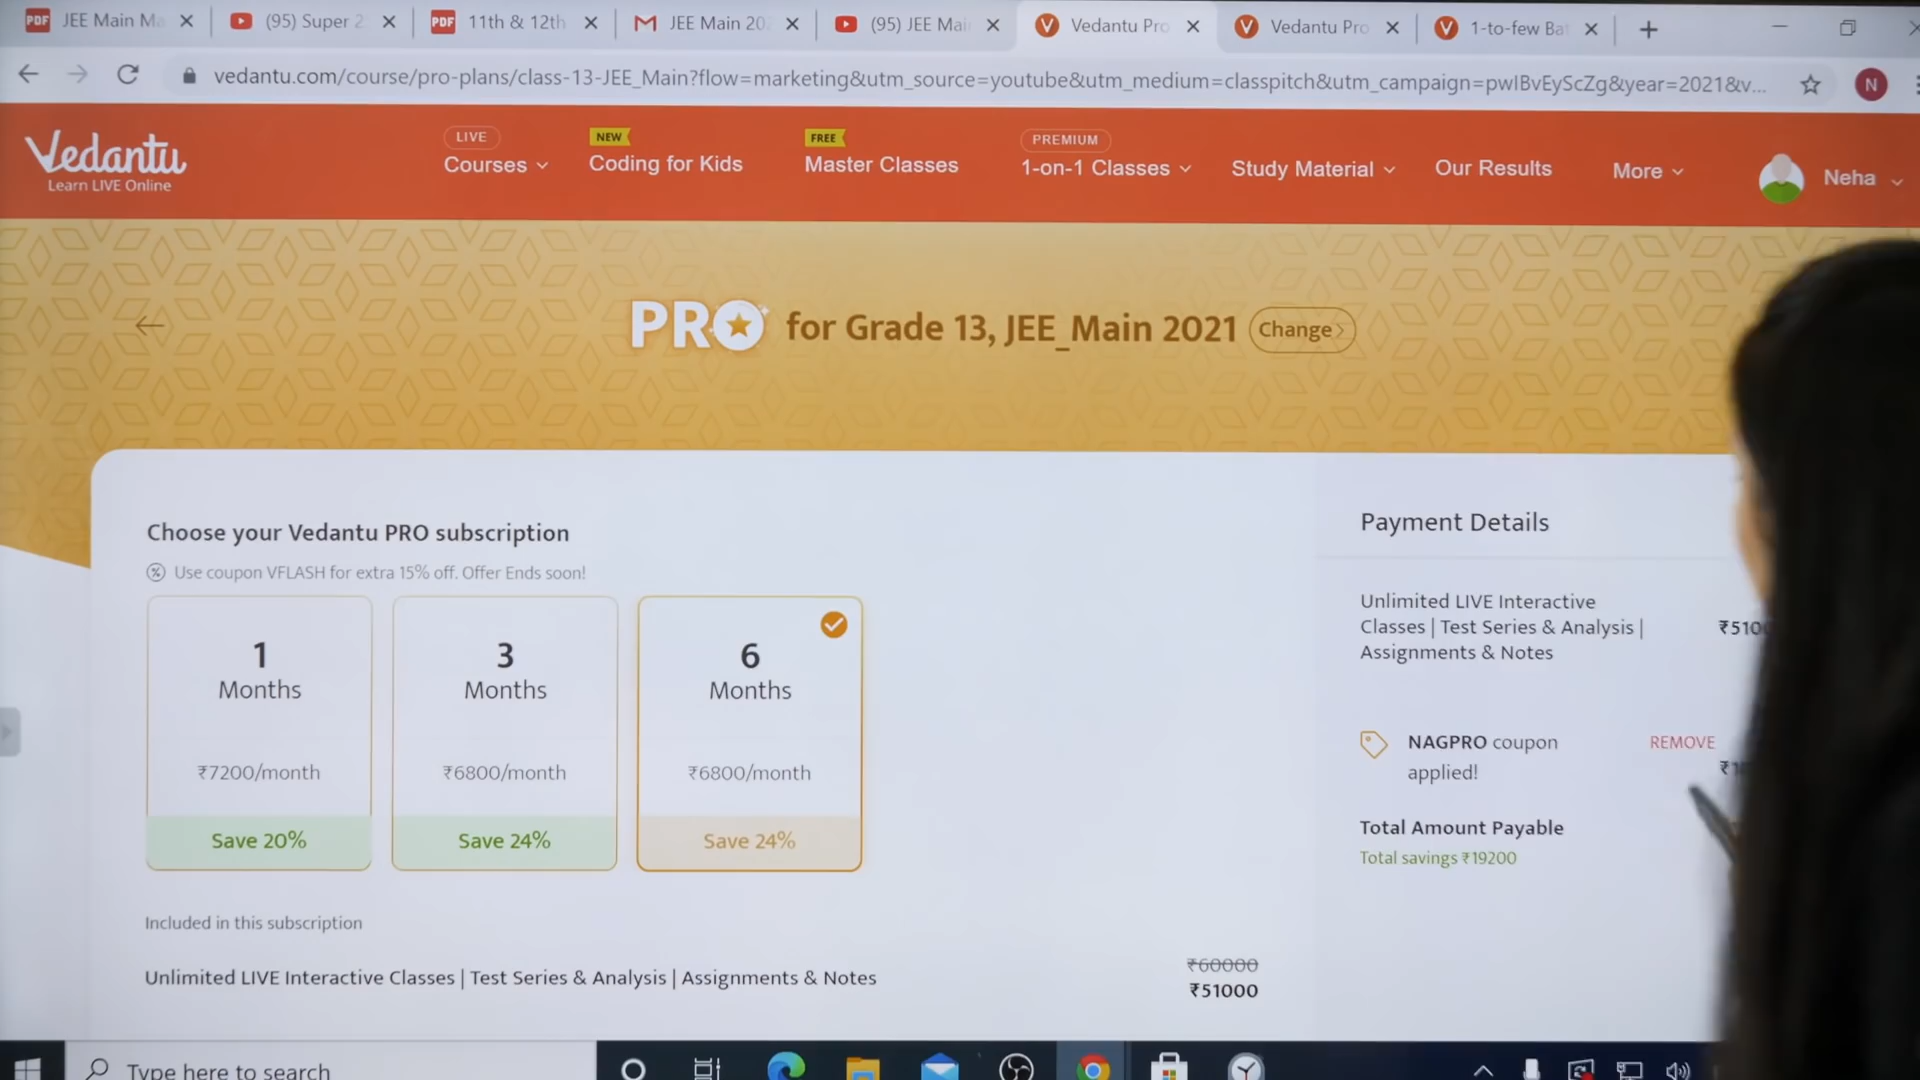 JEE Main Ma
(95) Super 2
11th & 12th
JEE Main 20
(95) JEE Mai
Vedantu Pro
Vedantu Pro
1-to-few Ba
vedantu.com/course/pro-plans/class-13-JEE_Main?flow=marketing&utm_source=youtube&utm_medium=classpitch&utm_campaign=pwIBvEyScZg&year=2021&v...
N
Vedantu
Learn LIVE Online
LIVE
Courses
NEW
Coding for Kids
FREE
Master Classes
PREMIUM
1-on-1 Classes
Study Material
Our Results
More
Neha
PRO for Grade 13, JEE_Main 2021
Change
Choose your Vedantu PRO subscription
Use coupon VFLASH for extra 15% off. Offer Ends soon!
1
Months
₹7200/month
Save 20%
3
Months
₹6800/month
Save 24%
6
Months
₹6800/month
Save 24%
Included in this subscription
Unlimited LIVE Interactive Classes | Test Series & Analysis | Assignments & Notes
₹60000
₹51000
Payment Details
Unlimited LIVE Interactive
Classes | Test Series & Analysis |
Assignments & Notes
NAGPRO coupon
applied!
REMOVE
Total Amount Payable
Total savings ₹19200
Type here to search